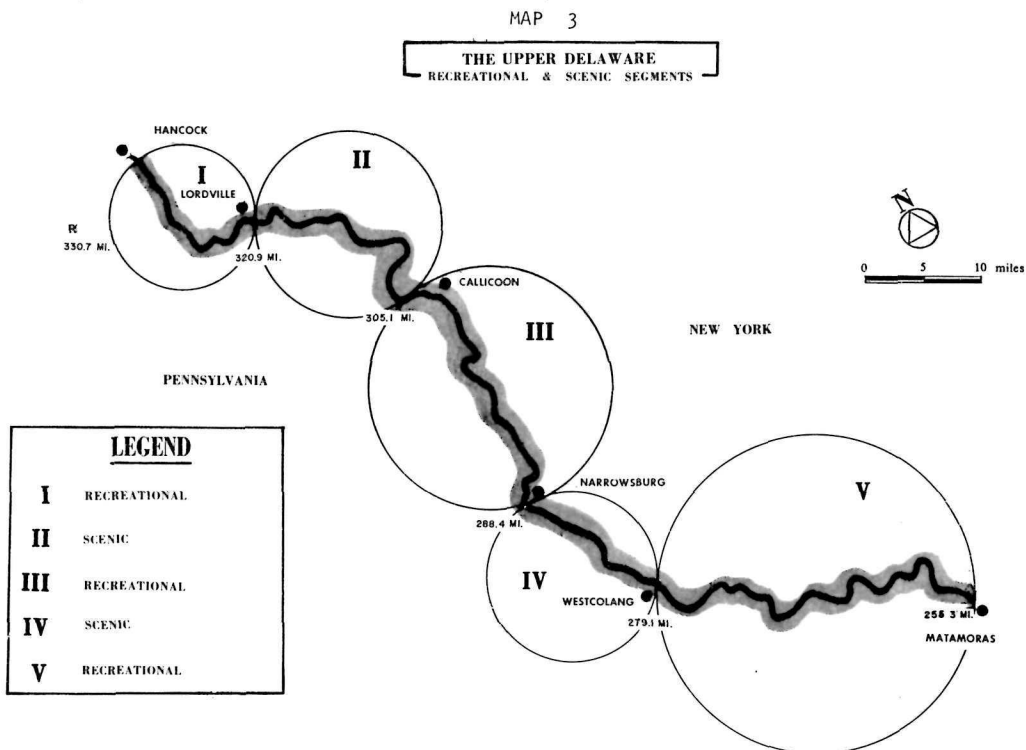 MAP 3
THE UPPER DELAWARE
RECREATIONAL & SCENIC SEGMENTS
HANCOCK
I
LORDVILLE
II
330.7 MI.
320.9 MI.
N
0 5 10 miles
CALLICOON
305.1 MI.
III
NEW YORK
PENNSYLVANIA
LEGEND
I RECREATIONAL
II SCENIC
III RECREATIONAL
IV SCENIC
V RECREATIONAL
NARROWSBURG
288.4 MI.
V
IV
WESTCOLANG
279.1 MI.
MATAMORAS